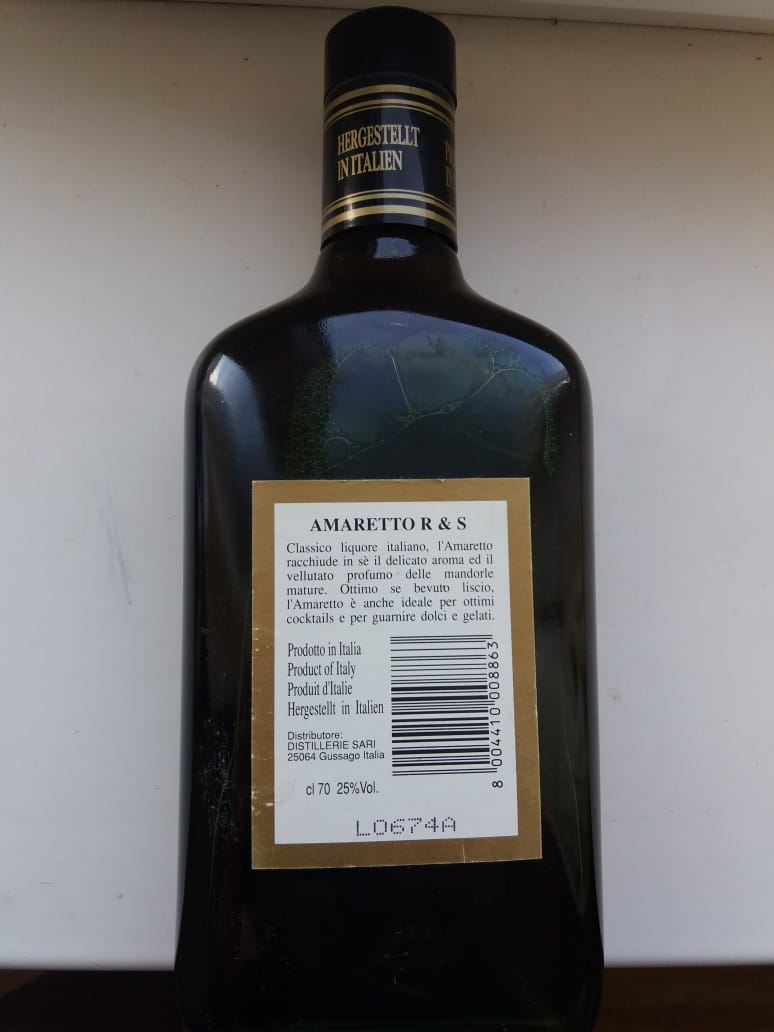 HERGESTELLT
IN ITALIEN
AMARETTO R & S
Classico liquore italiano, l'Amaretto
racchiude in sè il delicato aroma ed il
vellutato profumo delle mandorle
mature. Ottimo se bevuto liscio,
l'Amaretto è anche ideale per ottimi
cocktails e per guarnire dolci e gelati.
Prodotto in Italia
Product of Italy
Produit d'Italie
Hergestellt in Italien
Distributore:
DISTILLERIE SARI
25064 Gussago Italia
cl 70 25%Vol.
8 004410 008863
L0674A